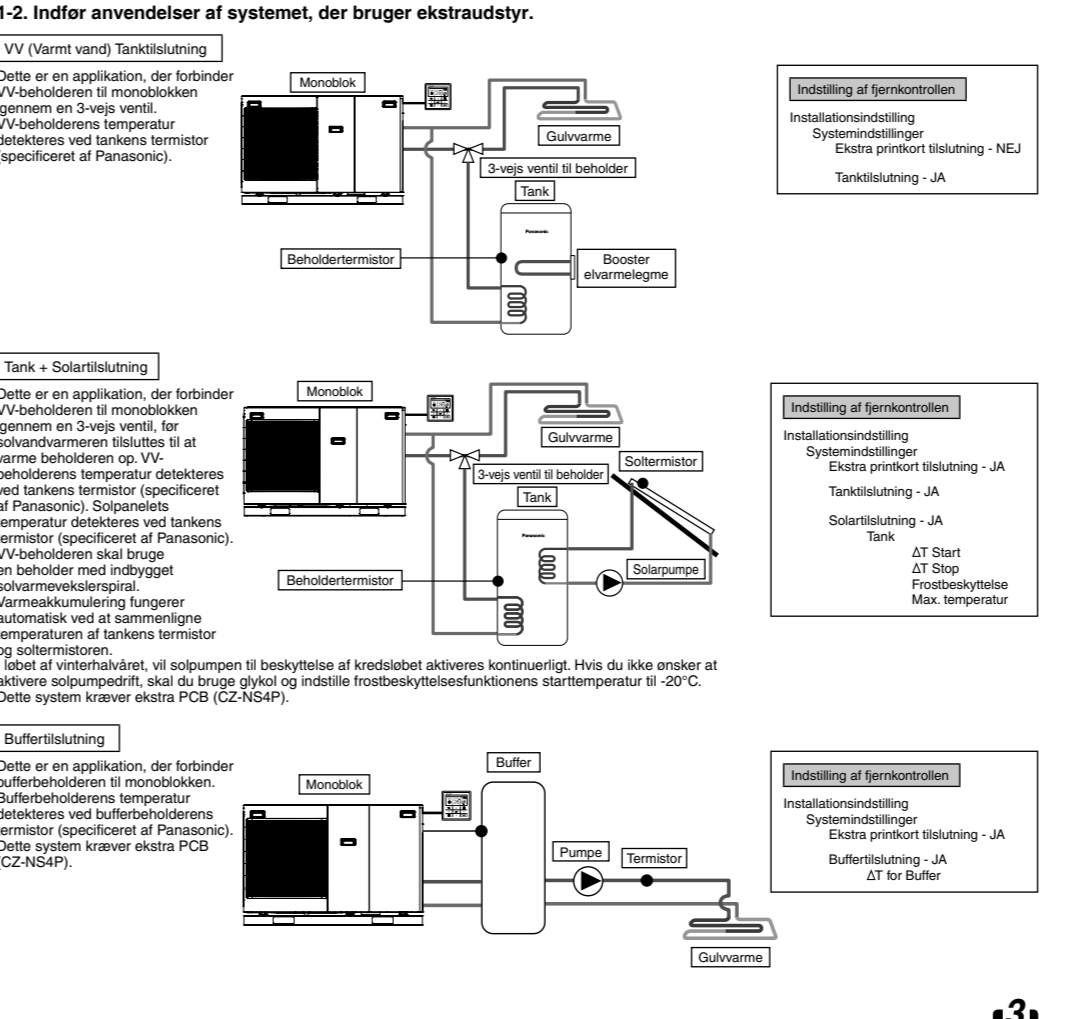 1-2. Indfør anvendelser af systemet, der bruger ekstraudstyr.
VV (Varmt vand) Tanktilslutning
Dette er en applikation, der forbinder
VV-beholderen til monoblokken
igennem en 3-vejs ventil.
VV-beholderens temperatur
detekteres ved tankens termistor
(specificeret af Panasonic).
Monoblok
Gulvvarme
3-vejs ventil til beholder
Tank
Panasonic
Beholdertermistor
Booster
elvarmelegme
Indstilling af fjernkontrollen
Installationsindstilling
Systemindstillinger
Ekstra printkort tilslutning - NEJ
Tanktilslutning - JA
Tank + Solartilslutning
Dette er en applikation, der forbinder
VV-beholderen til monoblokken
igennem en 3-vejs ventil, før
solvandvarmeren tilsluttes til at
varme beholderen op. VV-
beholderens temperatur detekteres
ved tankens termistor (specificeret
af Panasonic). Solpanelets
temperatur detekteres ved tankens
termistor (specificeret af Panasonic).
VV-beholderen skal bruge
en beholder med indbygget
solvarmevekslerspiral.
Varmeakkumulering fungerer
automatisk ved at sammenligne
temperaturen af tankens termistor
og soltermistoren.
I løbet af vinterhalvåret, vil solpumpen til beskyttelse af kredsløbet aktiveres kontinuerligt. Hvis du ikke ønsker at
aktivere solpumpedrift, skal du bruge glykol og indstille frostbeskyttelsesfunktionens starttemperatur til -20°C.
Dette system kræver ekstra PCB (CZ-NS4P).
Monoblok
Gulvvarme
3-vejs ventil til beholder
Soltermistor
Tank
Panasonic
Beholdertermistor
Solarpumpe
Indstilling af fjernkontrollen
Installationsindstilling
Systemindstillinger
Ekstra printkort tilslutning - JA
Tanktilslutning - JA
Solartilslutning - JA
Tank
ΔT Start
ΔT Stop
Frostbeskyttelse
Max. temperatur
Buffertilslutning
Dette er en applikation, der forbinder
bufferbeholderen til monoblokken.
Bufferbeholderens temperatur
detekteres ved bufferbeholderens
termistor (specificeret af Panasonic).
Dette system kræver ekstra PCB
(CZ-NS4P).
Monoblok
Buffer
Pumpe
Termistor
Gulvvarme
Indstilling af fjernkontrollen
Installationsindstilling
Systemindstillinger
Ekstra printkort tilslutning - JA
Buffertilslutning - JA
ΔT for Buffer
3